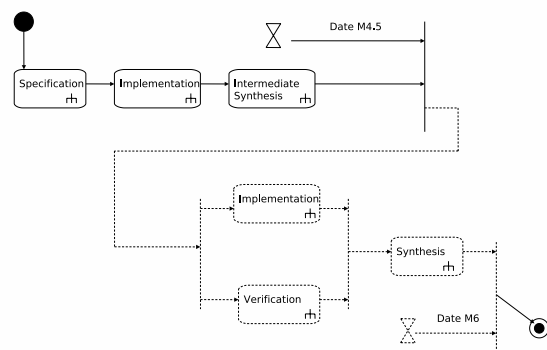 Date M4.5
Specification
Implementation
Intermediate
Synthesis
Implementation
Synthesis
Verification
Date M6